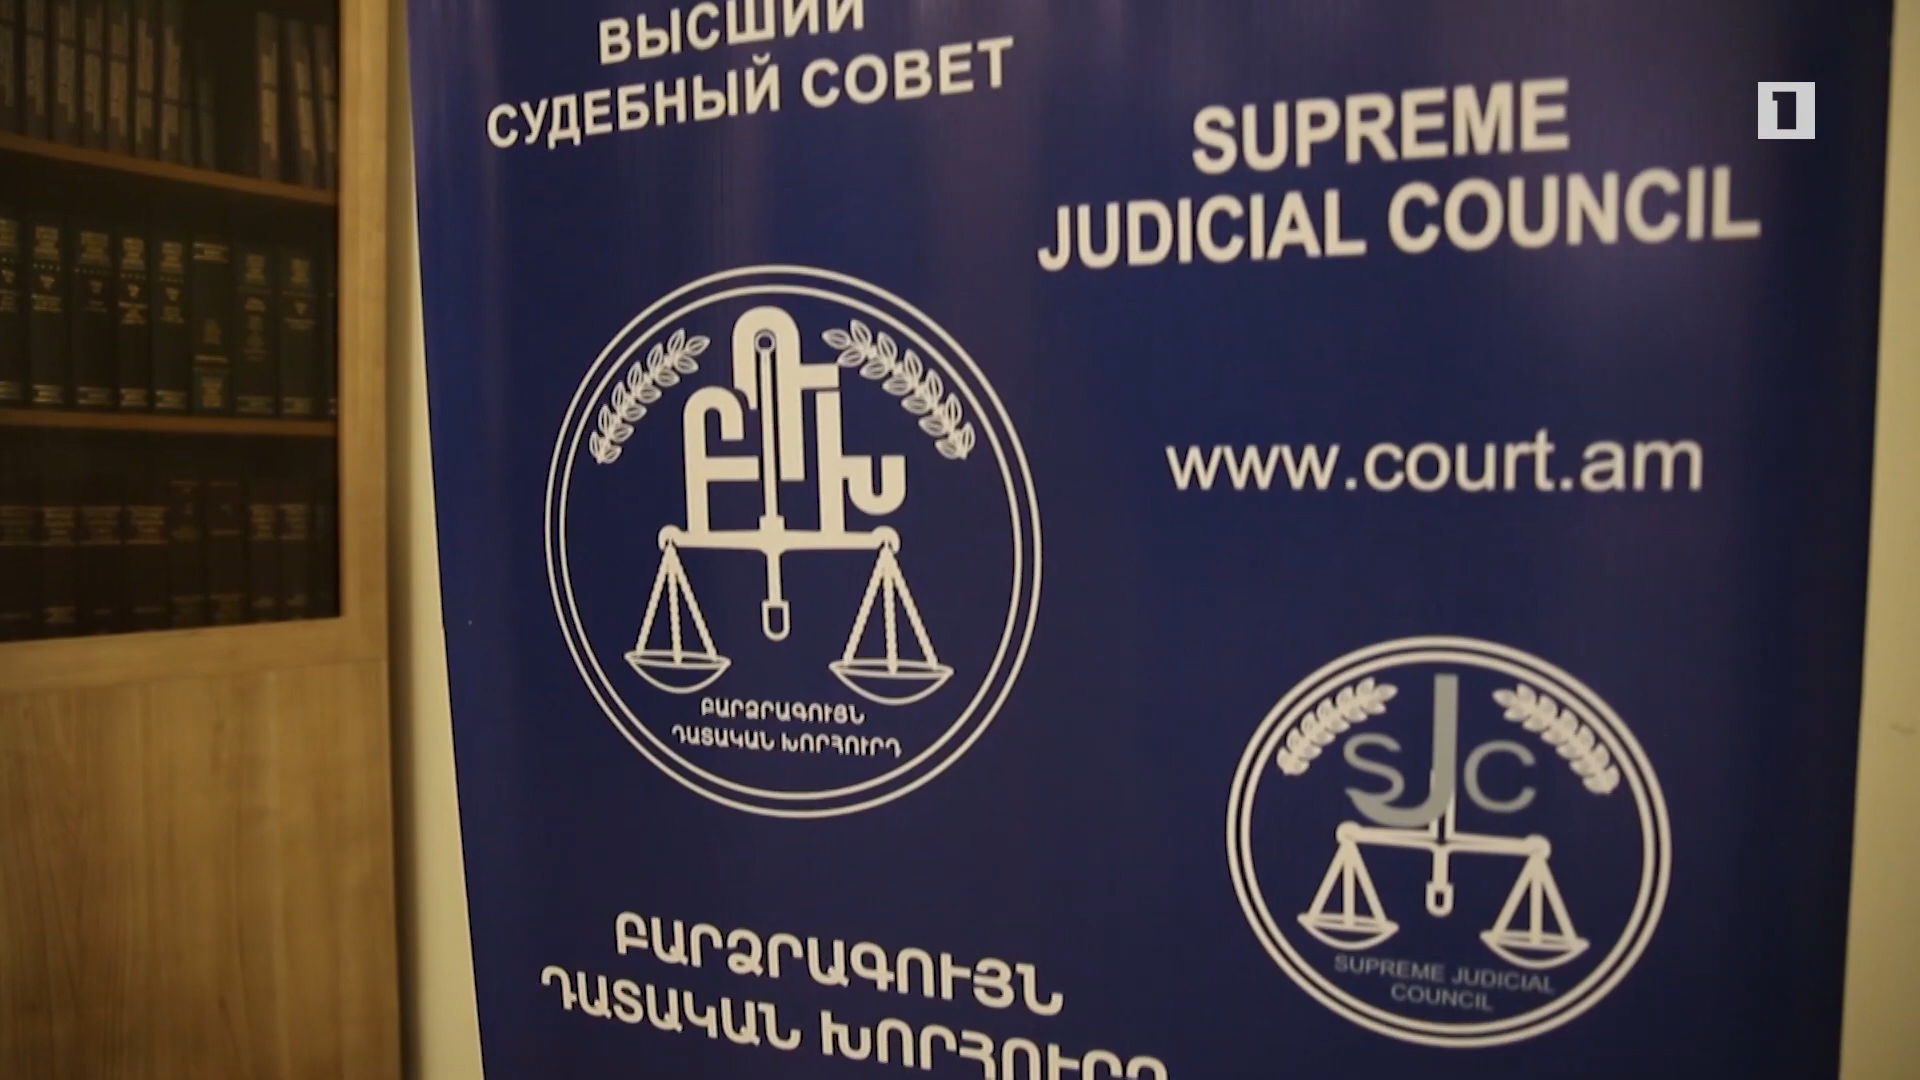 ВЫСШИЙ
СУДЕБНЫЙ СОВЕТ
SUPREME
JUDICIAL COUNCIL
1
www.court.am
ԲԴԽ
ԲԱՐՁՐԱԳՈՒՅՆ
ԴԱՏԱԿԱՆ ԽՈՐՀՈՒՐԴ
SJC
SUPREME JUDICIAL
COUNCIL
ԲԱՐՁՐԱԳՈՒՅՆ
ԴԱՏԱԿԱՆ ԽՈՐՀՈՒՐԴ